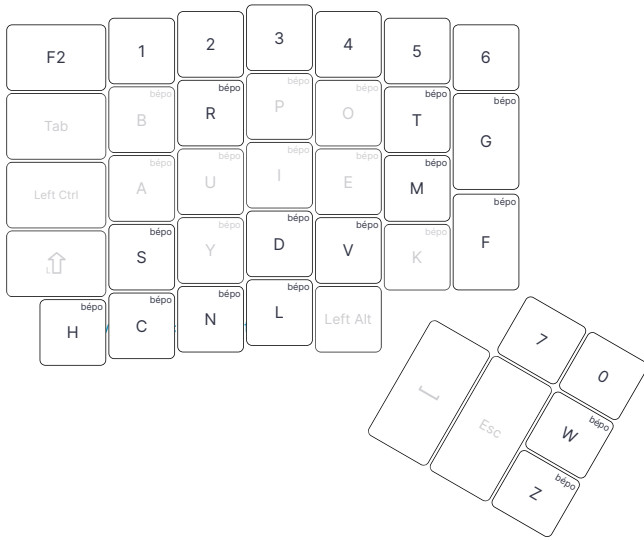 F2 1 2 3 4 5 6
Tab bépo B bépo R bépo P bépo O bépo T bépo G
Left Ctrl bépo A bépo U bépo I bépo E bépo M
bépo S bépo Y bépo D bépo V bépo K bépo F
bépo H bépo C bépo N bépo L Left Alt
7 0
Esc bépo W
bépo Z